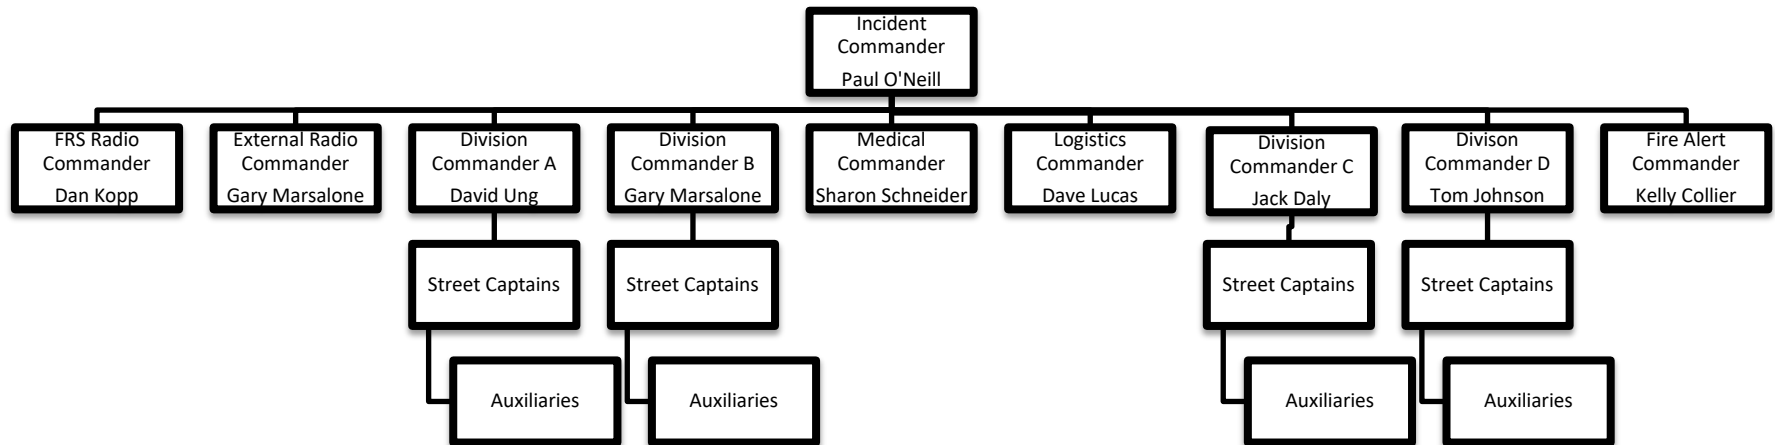 Incident
Commander
Paul O'Neill
FRS Radio
Commander
Dan Kopp
External Radio
Commander
Gary Marsalone
Division
Commander A
David Ung
Division
Commander B
Gary Marsalone
Medical
Commander
Sharon Schneider
Logistics
Commander
Dave Lucas
Division
Commander C
Jack Daly
Divison
Commander D
Tom Johnson
Fire Alert
Commander
Kelly Collier
Street Captains
Street Captains
Street Captains
Street Captains
Auxiliaries
Auxiliaries
Auxiliaries
Auxiliaries